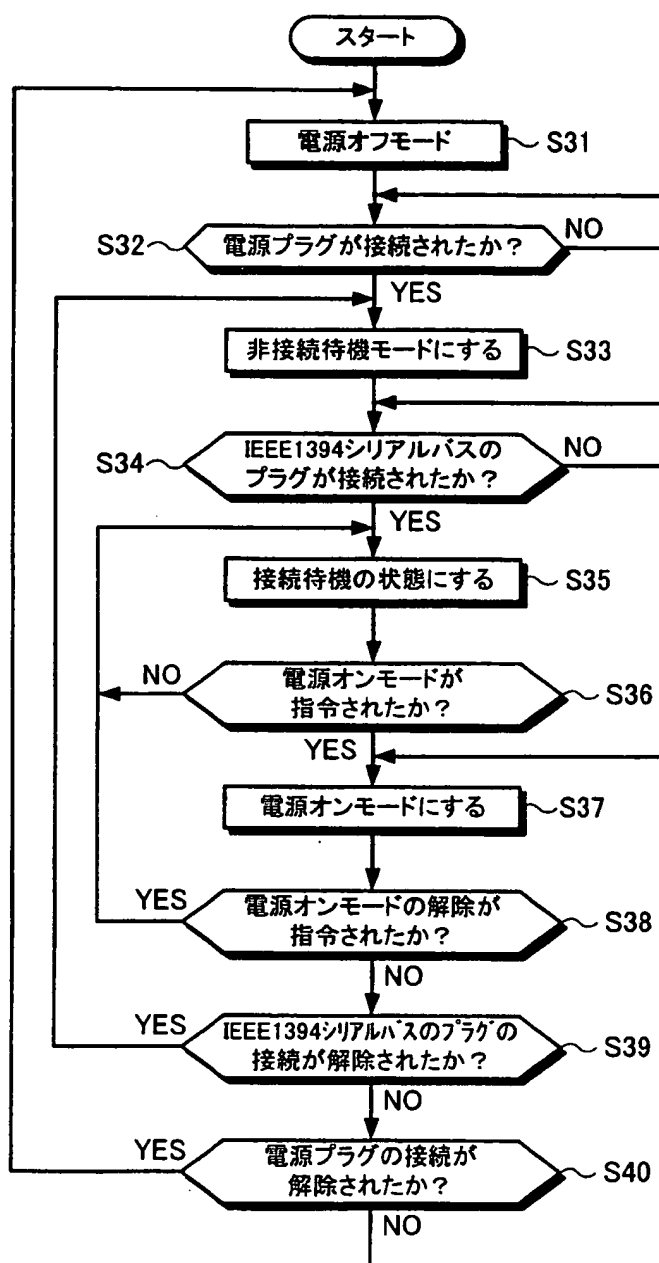 スタート
電源オフモード
S31
S32
電源プラグが接続されたか？
NO
YES
非接続待機モードにする
S33
S34
IEEE1394シリアルバスの
プラグが接続されたか？
NO
YES
接続待機の状態にする
S35
NO
電源オンモードが
指令されたか？
S36
YES
電源オンモードにする
S37
YES
電源オンモードの解除が
指令されたか？
S38
NO
YES
IEEE1394シリアルバスのプラグの
接続が解除されたか？
S39
NO
YES
電源プラグの接続が
解除されたか？
S40
NO